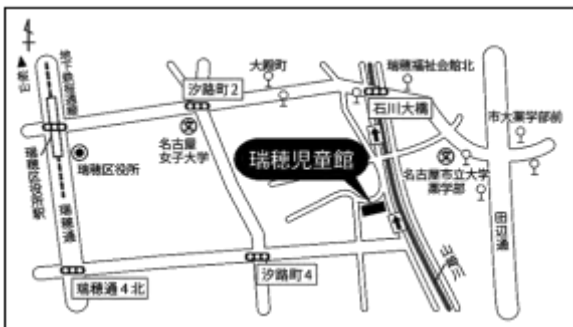 桜山
地下鉄桜通線
汐路町2
大殿町
瑞穂福祉会館北
石川大橋
市大薬学部前
名古屋
女子大学
瑞穂区役所
瑞穂区役所駅
瑞穂通
瑞穂児童館
名古屋市立大学
薬学部
田辺通
山崎川
汐路町4
瑞穂通4北